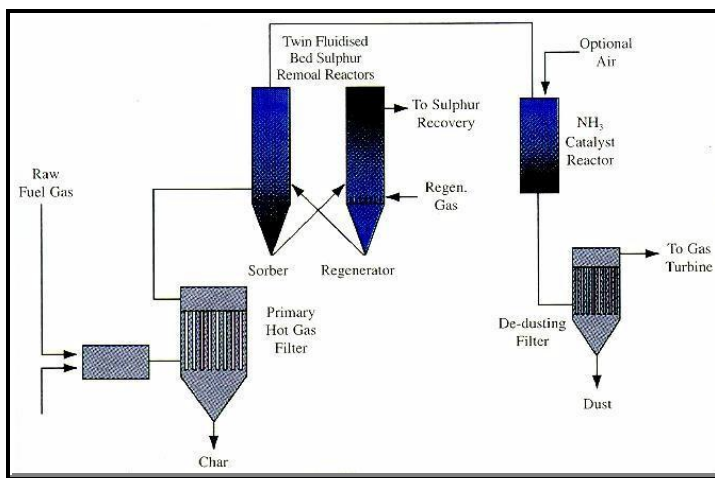 Twin Fluidised
Bed Sulphur
Remoal Reactors
Optional
Air
To Sulphur
Recovery
NH3
Catalyst
Reactor
Raw
Fuel Gas
Regen.
Gas
Sorber
Regenerator
To Gas
Turbine
Primary
Hot Gas
Filter
De-dusting
Filter
Dust
Char